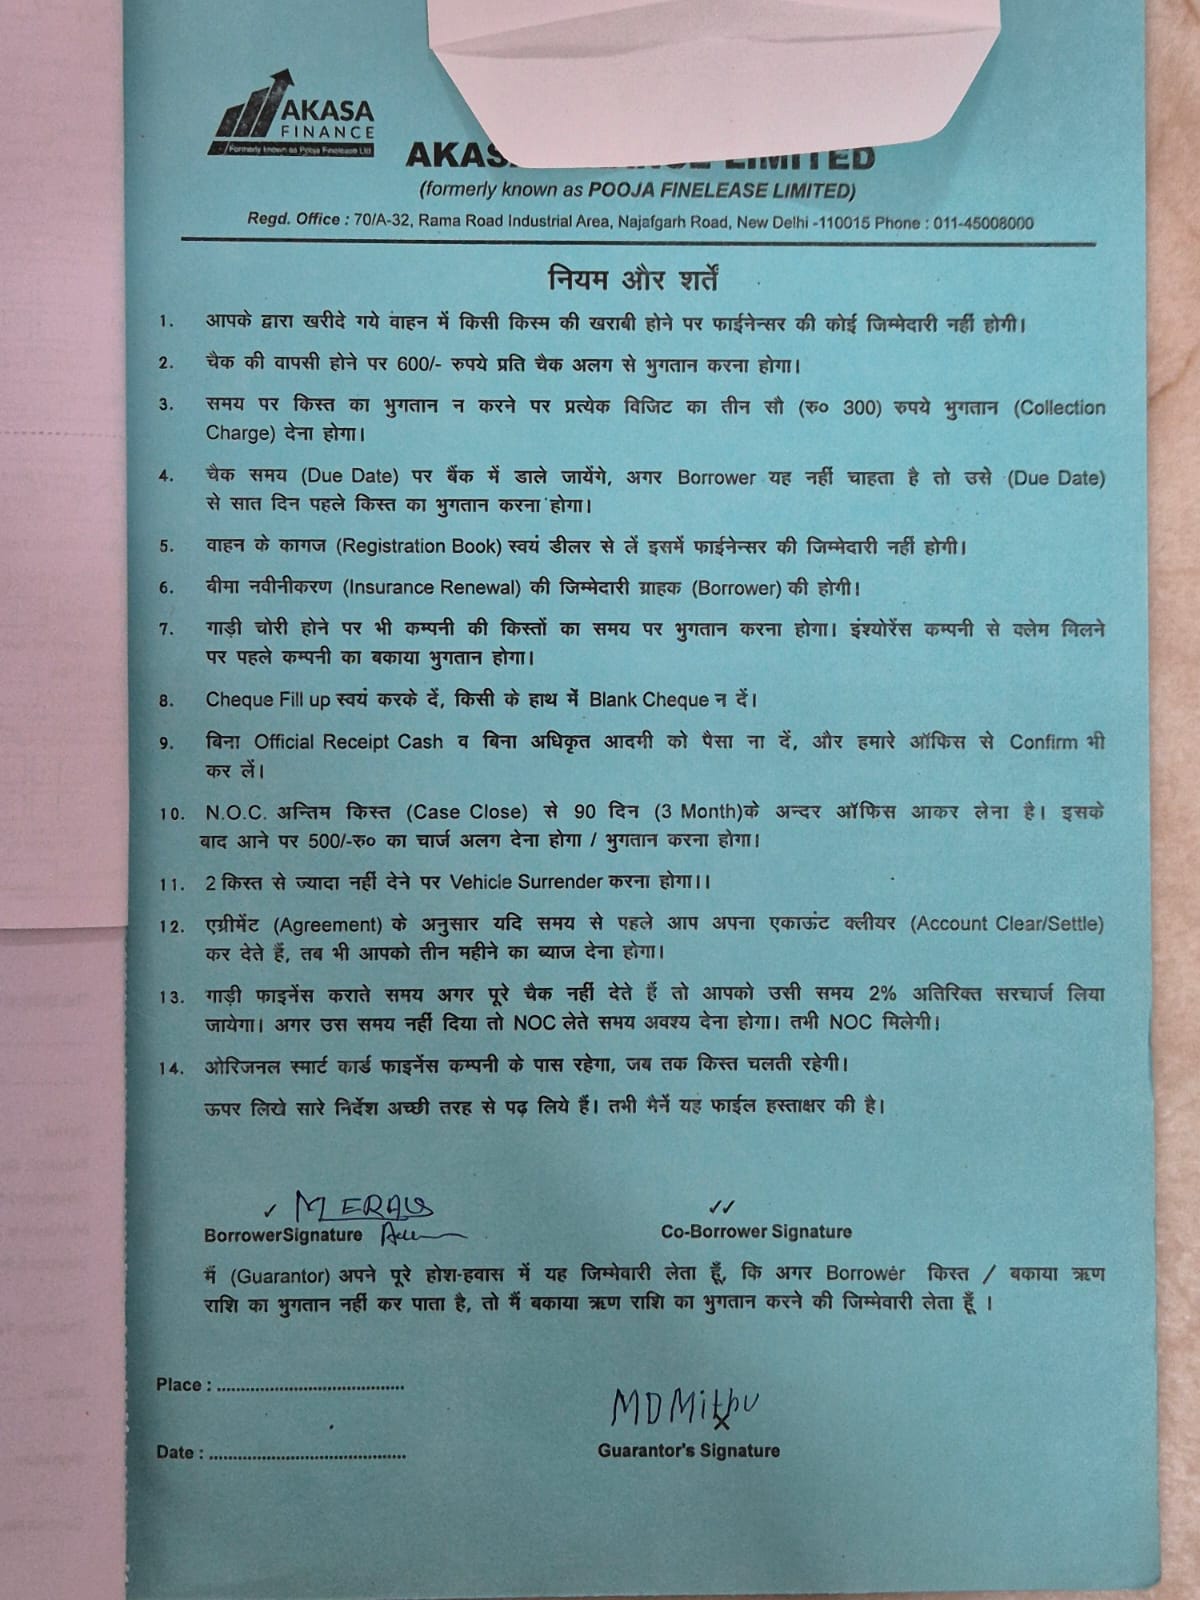 AKASA
FINANCE
Formerly known as Pooja Finelease Ltd
LIMITED
(formerly known as POOJA FINELEASE LIMITED)
Regd. Office : 70/A-32, Rama Road Industrial Area, Najafgarh Road, New Delhi -110015 Phone : 011-45008000
नियम और शर्तें
1. आपके द्वारा खरीदे गये वाहन में किसी किस्म की खराबी होने पर फाईनेन्सर की कोई जिम्मेदारी नहीं होगी।
2. चैक की वापसी होने पर 600/- रुपये प्रति चैक अलग से भुगतान करना होगा।
3. समय पर किस्त का भुगतान न करने पर प्रत्येक विजिट का तीन सौ (रु० 300) रुपये भुगतान (Collection
Charge) देना होगा।
4. चैक समय (Due Date) पर बैंक में डाले जायेंगे, अगर Borrower यह नहीं चाहता है तो उसे (Due Date)
से सात दिन पहले किस्त का भुगतान करना होगा।
5. वाहन के कागज (Registration Book) स्वयं डीलर से लें इसमें फाईनेन्सर की जिम्मेदारी नहीं होगी।
6. बीमा नवीनीकरण (Insurance Renewal) की जिम्मेदारी ग्राहक (Borrower) की होगी।
7. गाड़ी चोरी होने पर भी कम्पनी की किस्तों का समय पर भुगतान करना होगा। इंश्योरेंस कम्पनी से क्लेम मिलने
पर पहले कम्पनी का बकाया भुगतान होगा।
8. Cheque Fill up स्वयं करके दें, किसी के हाथ में Blank Cheque न दें।
9. बिना Official Receipt Cash व बिना अधिकृत आदमी को पैसा ना दें, और हमारे ऑफिस से Confirm भी
कर लें।
10. N.O.C. अन्तिम किस्त (Case Close) से 90 दिन (3 Month)के अन्दर ऑफिस आकर लेना है। इसके
बाद आने पर 500/-रु० का चार्ज अलग देना होगा / भुगतान करना होगा।
11. 2 किस्त से ज्यादा नहीं देने पर Vehicle Surrender करना होगा।।
12. एग्रीमेंट (Agreement) के अनुसार यदि समय से पहले आप अपना एकाऊंट क्लीयर (Account Clear/Settle)
कर देते हैं, तब भी आपको तीन महीने का ब्याज देना होगा।
13. गाड़ी फाइनेंस कराते समय अगर पूरे चैक नहीं देते हैं तो आपको उसी समय 2% अतिरिक्त सरचार्ज लिया
जायेगा। अगर उस समय नहीं दिया तो NOC लेते समय अवश्य देना होगा। तभी NOC मिलेगी।
14. ओरिजनल स्मार्ट कार्ड फाइनेंस कम्पनी के पास रहेगा, जब तक किस्त चलती रहेगी।
ऊपर लिखे सारे निर्देश अच्छी तरह से पढ़ लिये हैं। तभी मैनें यह फाईल हस्ताक्षर की है।
BorrowerSignature
Co-Borrower Signature
मैं (Guarantor) अपने पूरे होश-हवास में यह जिम्मेवारी लेता हूँ, कि अगर Borrower किस्त / बकाया ऋण
राशि का भुगतान नहीं कर पाता है, तो मैं बकाया ऋण राशि का भुगतान करने की जिम्मेवारी लेता हूँ ।
Place : ........................................
MD Mithu
Date : ..........................................
Guarantor's Signature